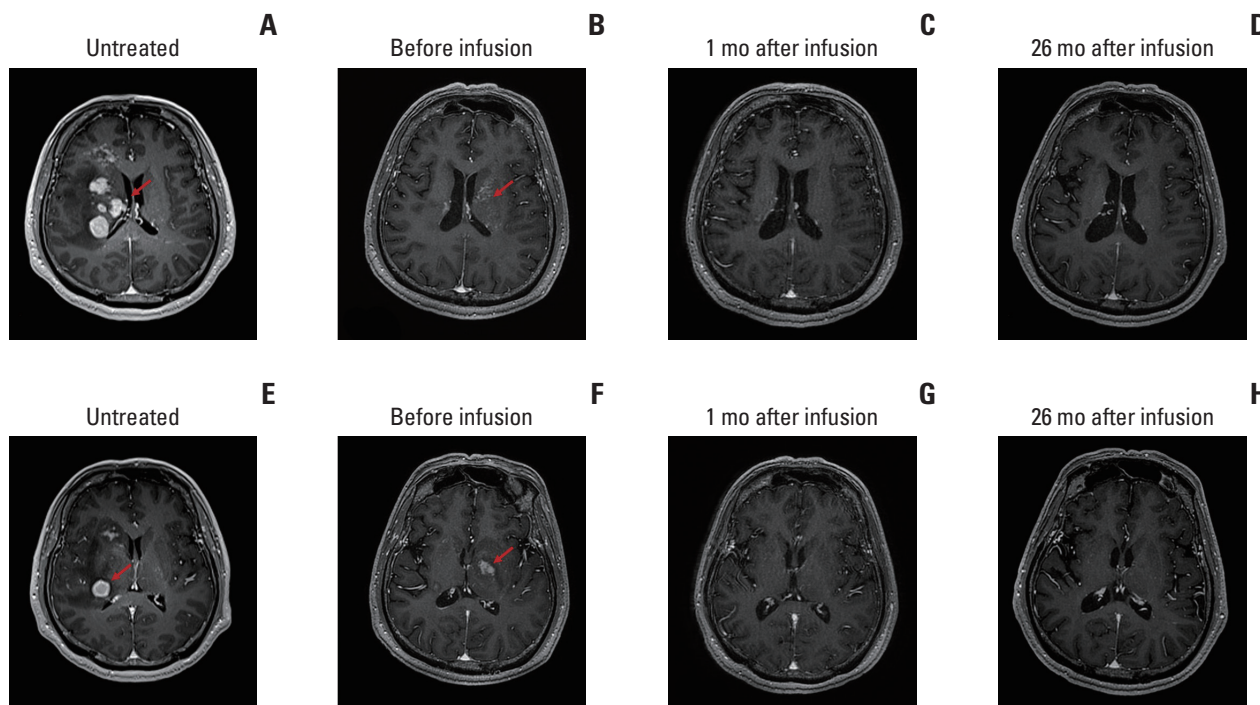 A
Untreated
B
Before infusion
C
1 mo after infusion
D
26 mo after infusion
E
Untreated
F
Before infusion
G
1 mo after infusion
H
26 mo after infusion